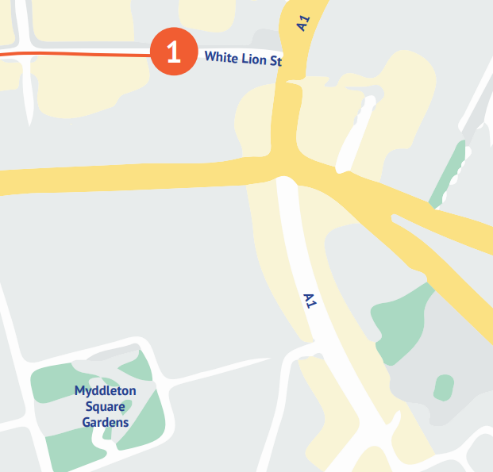 A1
1
White Lion St
A1
Myddleton
Square
Gardens